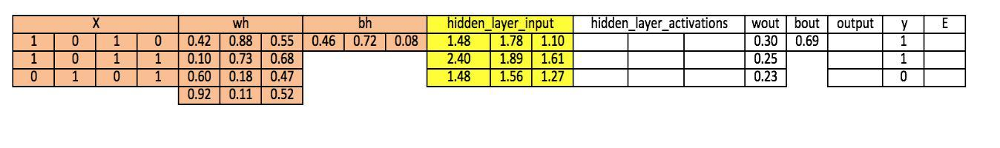 X wh bh hidden_layer_input hidden_layer_activations wout bout output y E
1 0 1 0 0.42 0.88 0.55 0.46 0.72 0.08 1.48 1.78 1.10 0.30 0.69 1
1 0 1 1 0.10 0.73 0.68 2.40 1.89 1.61 0.25 1
0 1 0 1 0.60 0.18 0.47 1.48 1.56 1.27 0.23 0
0.92 0.11 0.52